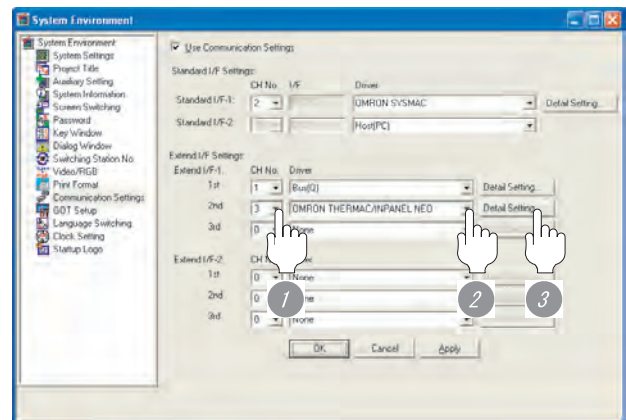 System Environment
System Environment
System Settings
Project Title
Auxiliary Setting
System Information
Screen Switching
Password
Key Window
Dialog Window
Switching Station No
Video/RGB
Print Format
Communication Settings
GOT Setup
Language Switching
Clock Setting
Startup Logo
Use Communication Settings
Standard I/F Settings
CH No. I/F Driver
Standard I/F-1: 2 OMRON SYSMAC Detail Setting...
Standard I/F-2: Host(PC)
Extend I/F Settings
Extend I/F-1: CH No. Driver
1st 1 Bus(Q) Detail Setting...
2nd 3 OMRON THERMAC/INPANEL NEO Detail Setting...
3rd 0 None
Extend I/F-2:
1st 0 None
2nd 0 None
3rd 0 None
1 2 3
OK Cancel Apply